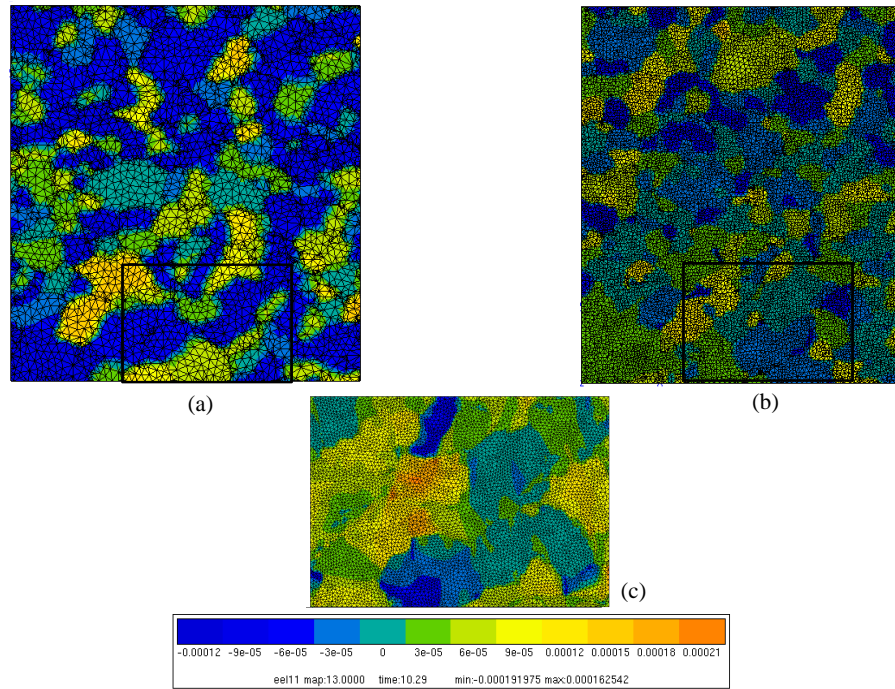 (a)
(b)
(c)
-0.00012 -9e-05 -6e-05 -3e-05 0 3e-05 6e-05 9e-05 0.00012 0.00015 0.00018 0.00021
eel11 map:13.0000 time:10.29 min:-0.000191975 max:0.000162542